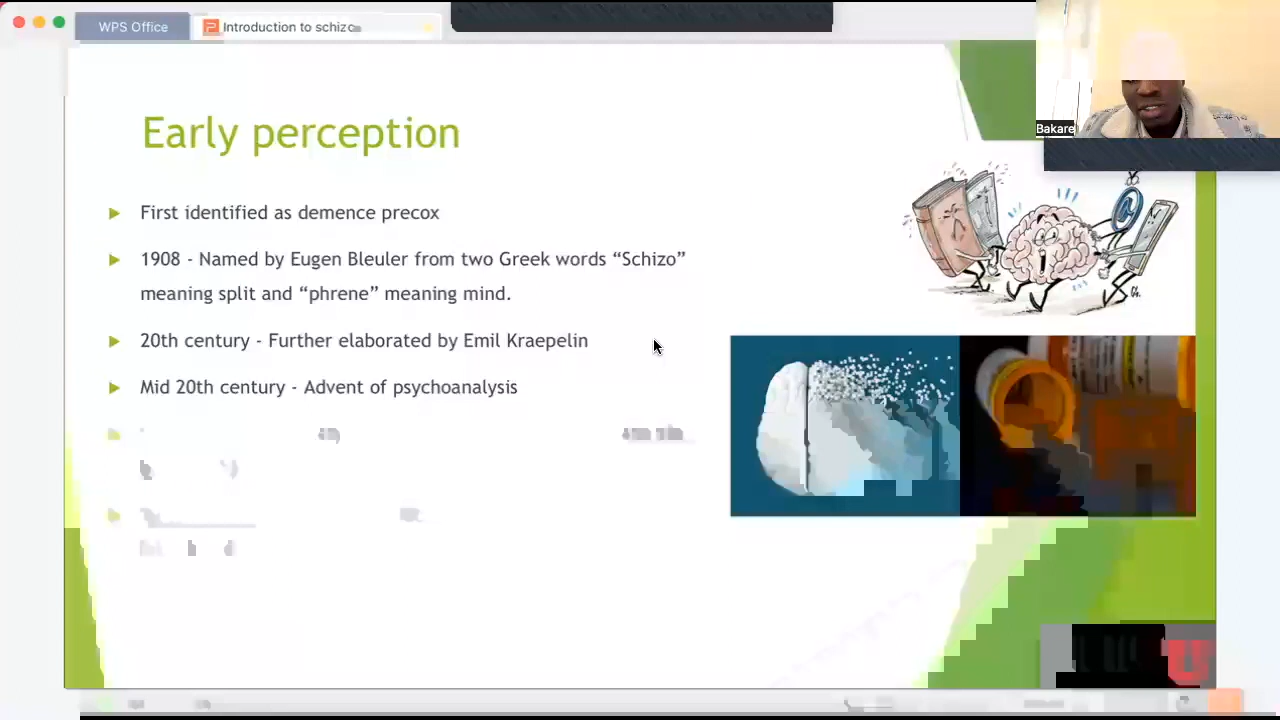 WPS Office
Introduction to schizo
Bakare
Early perception
First identified as demence precox
1908 - Named by Eugen Bleuler from two Greek words “Schizo”
meaning split and “phrene” meaning mind.
20th century - Further elaborated by Emil Kraepelin
Mid 20th century - Advent of psychoanalysis